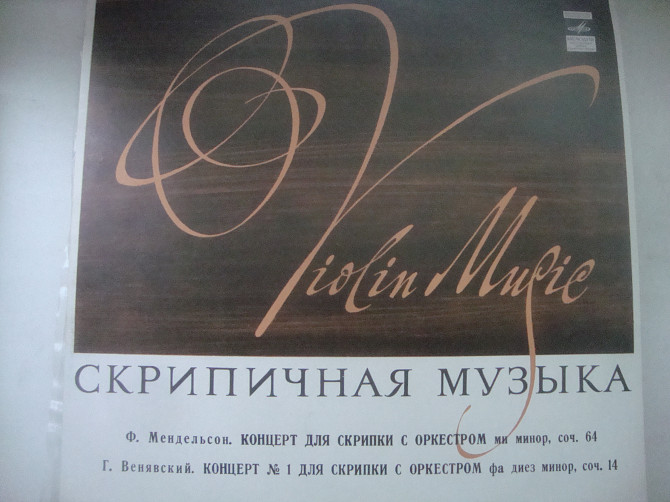 Violin Music
СКРИПИЧНАЯ МУЗЫКА
Ф. Мендельсон. КОНЦЕРТ ДЛЯ СКРИПКИ С ОРКЕСТРОМ ми минор, соч. 64
Г. Венявский. КОНЦЕРТ № 1 ДЛЯ СКРИПКИ С ОРКЕСТРОМ фа диез минор, соч. 14